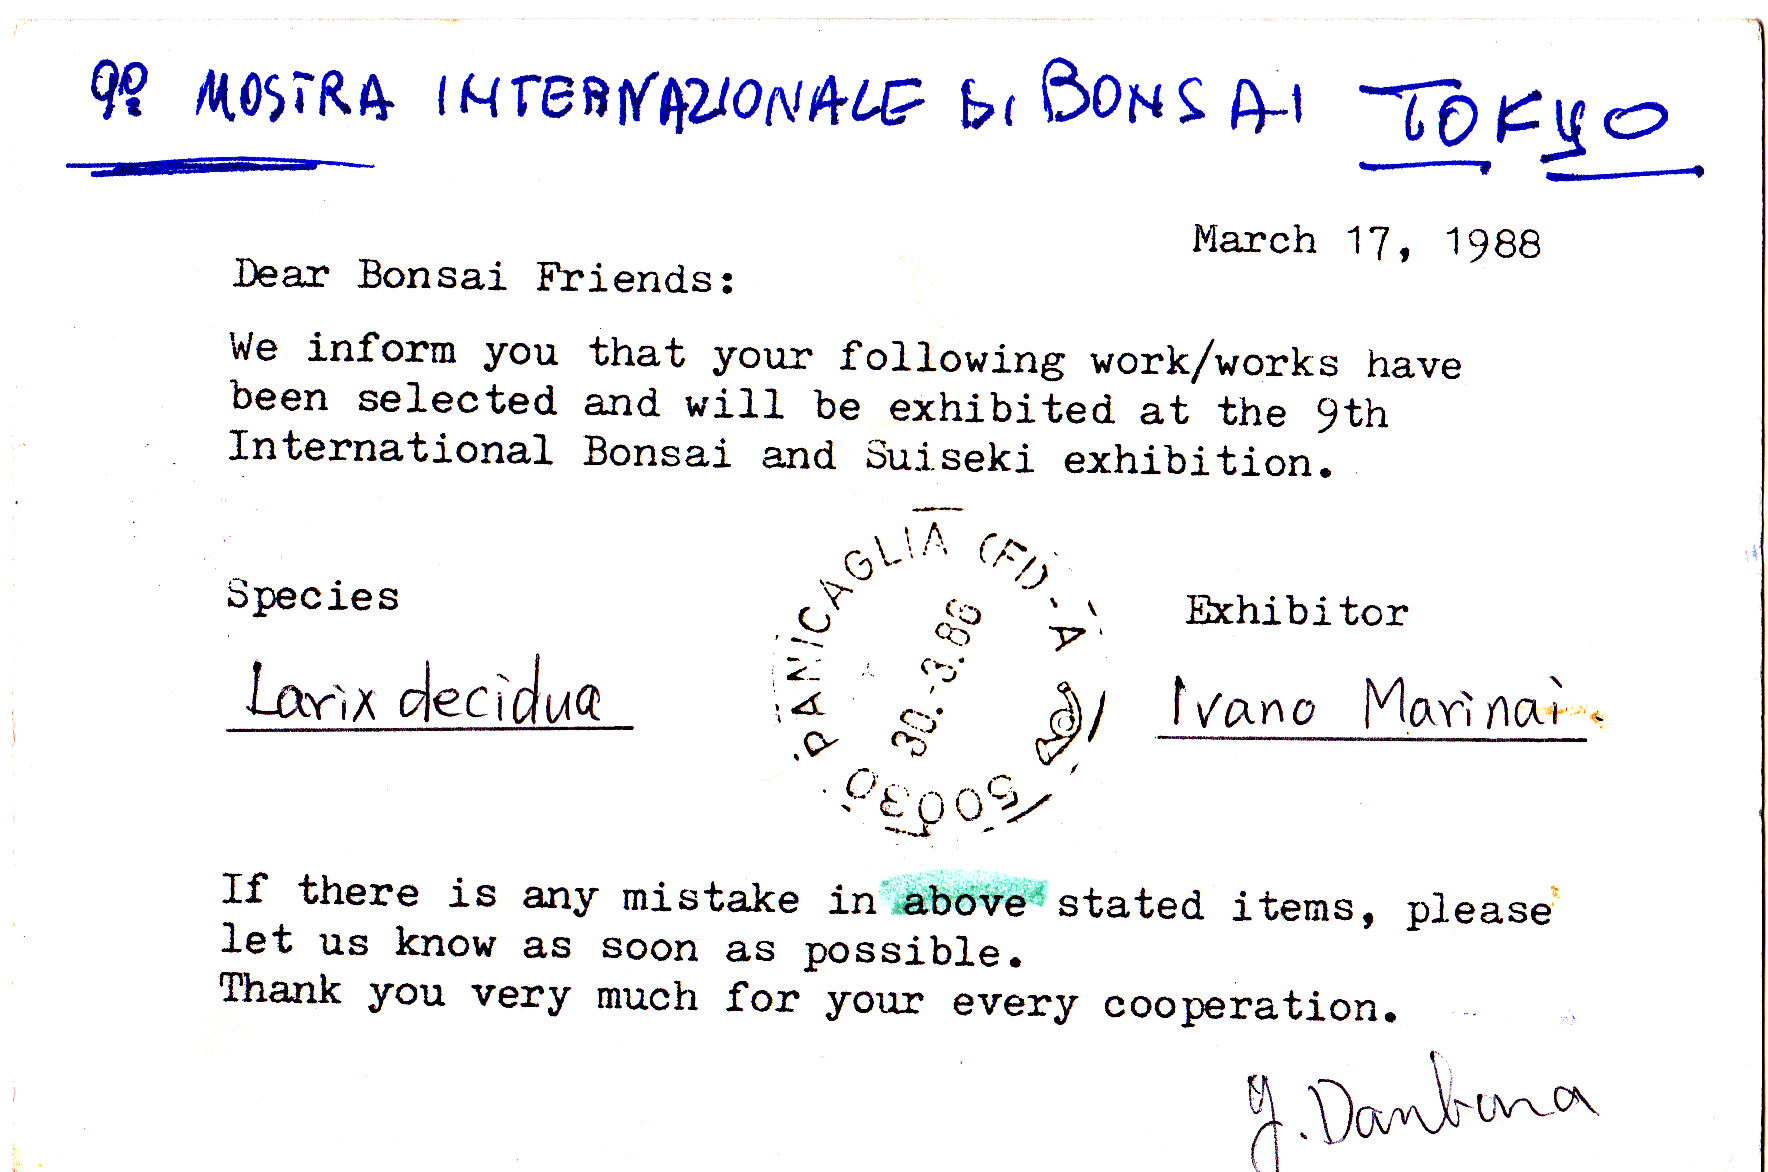 9º MOSTRA INTERNAZIONALE DI BONSAI TOKYO
March 17, 1988
Dear Bonsai Friends:
We inform you that your following work/works have
been selected and will be exhibited at the 9th
International Bonsai and Suiseki exhibition.
Species
Exhibitor
Larix decidua
Ivano Marinai
50030 PANICAGLIA (FI) - A
30.-3.88
If there is any mistake in above stated items, please
let us know as soon as possible.
Thank you very much for your every cooperation.